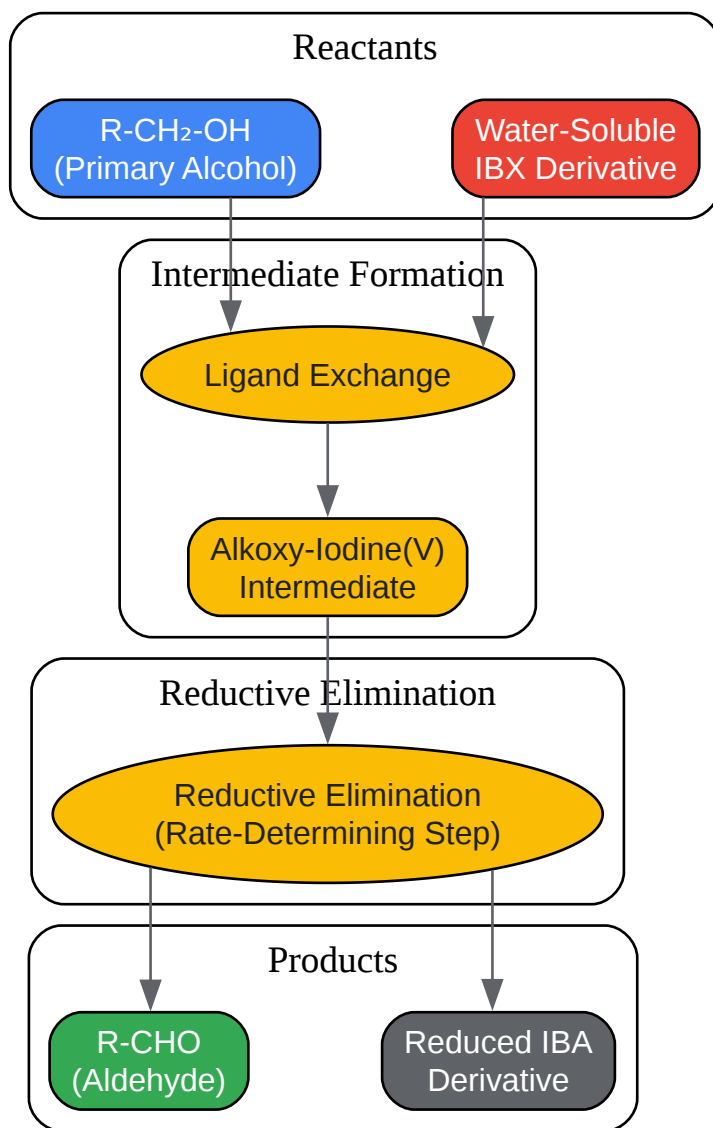 Reactants
R-CH₂-OH
(Primary Alcohol)
Water-Soluble
IBX Derivative
Intermediate Formation
Ligand Exchange
Alkoxy-Iodine(V)
Intermediate
Reductive Elimination
Reductive Elimination
(Rate-Determining Step)
Products
R-CHO
(Aldehyde)
Reduced IBA
Derivative